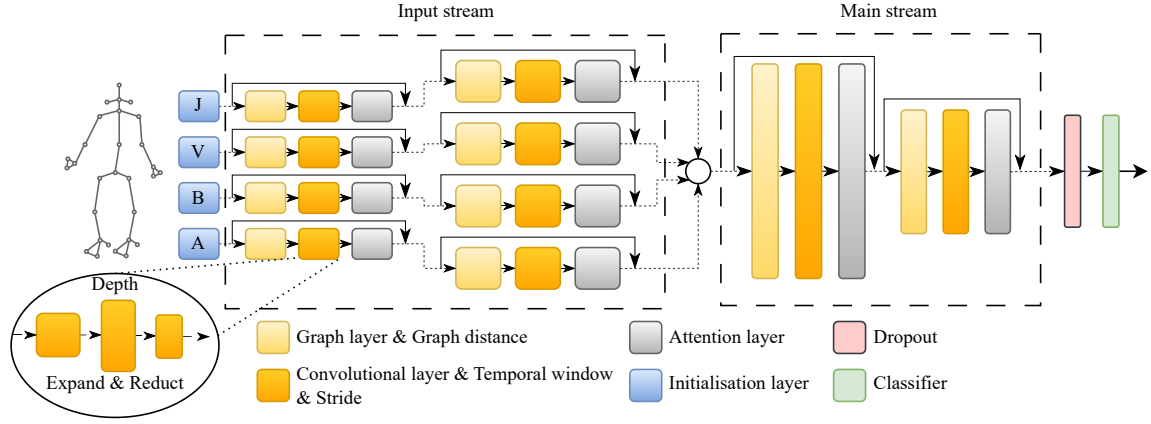 Input stream
Main stream
J
V
B
A
Depth
Expand & Reduct
Graph layer & Graph distance
Convolutional layer & Temporal window
& Stride
Attention layer
Initialisation layer
Dropout
Classifier